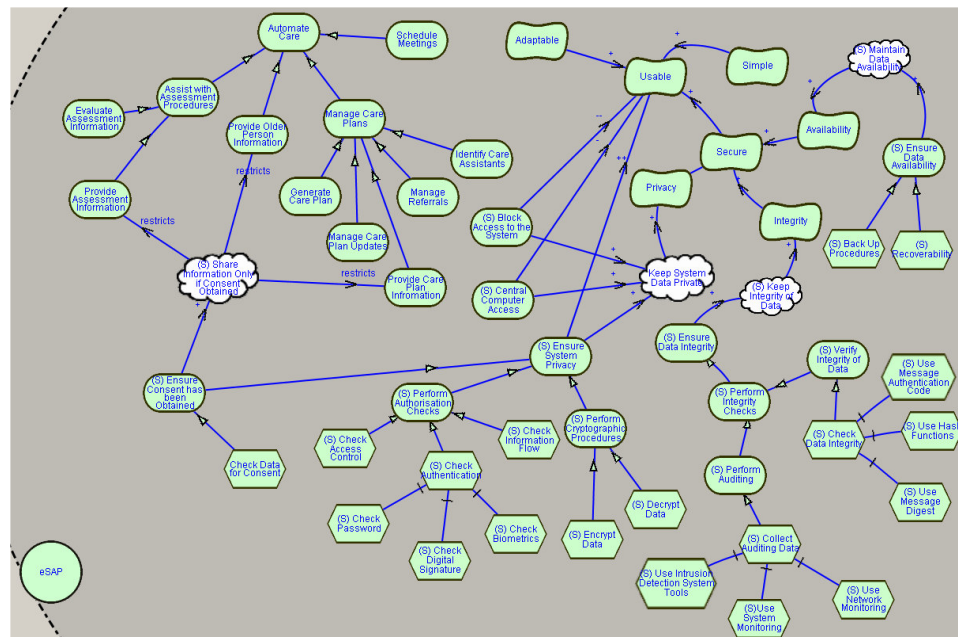 Automate
Care
Schedule
Meetings
Adaptable
Usable
Simple
(S) Maintain
Data
Availability
Assist with
Assessment
Procedures
Evaluate
Assessment
Information
Provide Older
Person
Information
Manage Care
Plans
Identify Care
Assistants
Availability
Secure
(S) Ensure
Data
Availability
Provide
Assessment
Information
restricts
Generate
Care Plan
Manage
Referrals
Privacy
Integrity
restricts
Manage Care
Plan Updates
(S) Block
Access to the
System
(S) Back Up
Procedures
(S)
Recoverability
(S) Share
Information Only
if Consent
Obtained
restricts
Provide Care
Plan Infromation
(S) Central
Computer
Access
Keep System
Data Private
(S) Keep
Integrity of
Data
(S) Ensure
System
Privacy
(S) Ensure
Data Integrity
(S) Verify
Integrity of
Data
(S) Use
Message
Authentication
Code
(S) Ensure
Consent has
been
Obtained
(S) Perform
Authorisation
Checks
(S) Perform
Integrity
Checks
(S) Use Hash
Functions
(S) Check
Access
Control
(S) Check
Information
Flow
(S) Perform
Cryptographic
Procedures
(S) Check
Data Integrity
Check Data
for Consent
(S) Check
Authentication
(S) Perform
Auditing
(S) Use
Message
Digest
(S) Check
Password
(S) Check
Biometrics
(S) Decrypt
Data
(S) Encrypt
Data
(S) Collect
Auditing Data
(S) Check
Digital
Signature
eSAP
(S) Use Intrusion
Detection System
Tools
(S)Use
System
Monitoring
(S) Use
Network
Monitoring